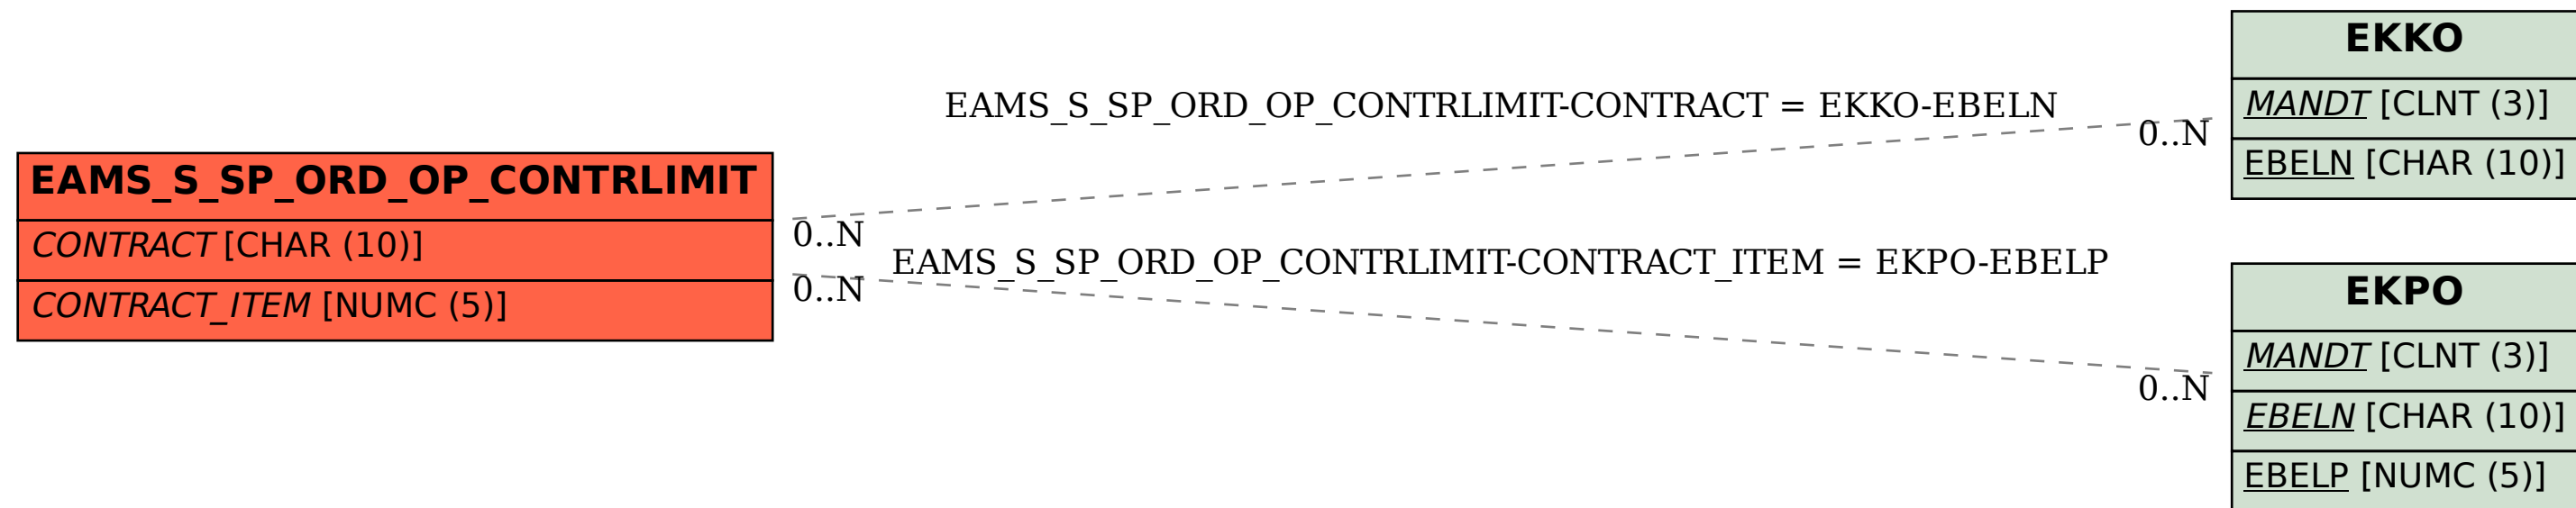 EAMS_S_SP_ORD_OP_CONTRLIMIT
CONTRACT [CHAR (10)]
CONTRACT_ITEM [NUMC (5)]
EAMS_S_SP_ORD_OP_CONTRLIMIT-CONTRACT = EKKO-EBELN
0..N
0..N
EAMS_S_SP_ORD_OP_CONTRLIMIT-CONTRACT_ITEM = EKPO-EBELP
0..N
0..N
EKKO
MANDT [CLNT (3)]
EBELN [CHAR (10)]
EKPO
MANDT [CLNT (3)]
EBELN [CHAR (10)]
EBELP [NUMC (5)]